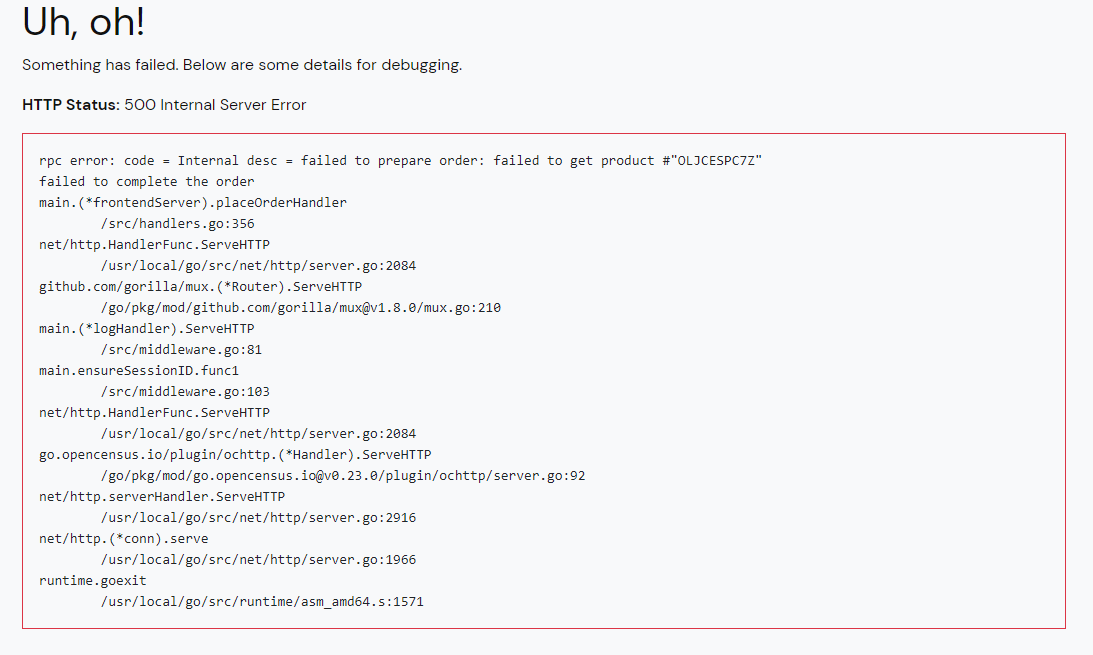 Uh, oh!
Something has failed. Below are some details for debugging.
HTTP Status: 500 Internal Server Error
rpc error: code = Internal desc = failed to prepare order: failed to get product #"OLJCESPC7Z"
failed to complete the order
main.(*frontendServer).placeOrderHandler
/src/handlers.go:356
net/http.HandlerFunc.ServeHTTP
/usr/local/go/src/net/http/server.go:2084
github.com/gorilla/mux.(*Router).ServeHTTP
/go/pkg/mod/github.com/gorilla/mux@v1.8.0/mux.go:210
main.(*logHandler).ServeHTTP
/src/middleware.go:81
main.ensureSessionID.func1
/src/middleware.go:103
net/http.HandlerFunc.ServeHTTP
/usr/local/go/src/net/http/server.go:2084
go.opencensus.io/plugin/ochttp.(*Handler).ServeHTTP
/go/pkg/mod/go.opencensus.io@v0.23.0/plugin/ochttp/server.go:92
net/http.serverHandler.ServeHTTP
/usr/local/go/src/net/http/server.go:2916
net/http.(*conn).serve
/usr/local/go/src/net/http/server.go:1966
runtime.goexit
/usr/local/go/src/runtime/asm_amd64.s:1571